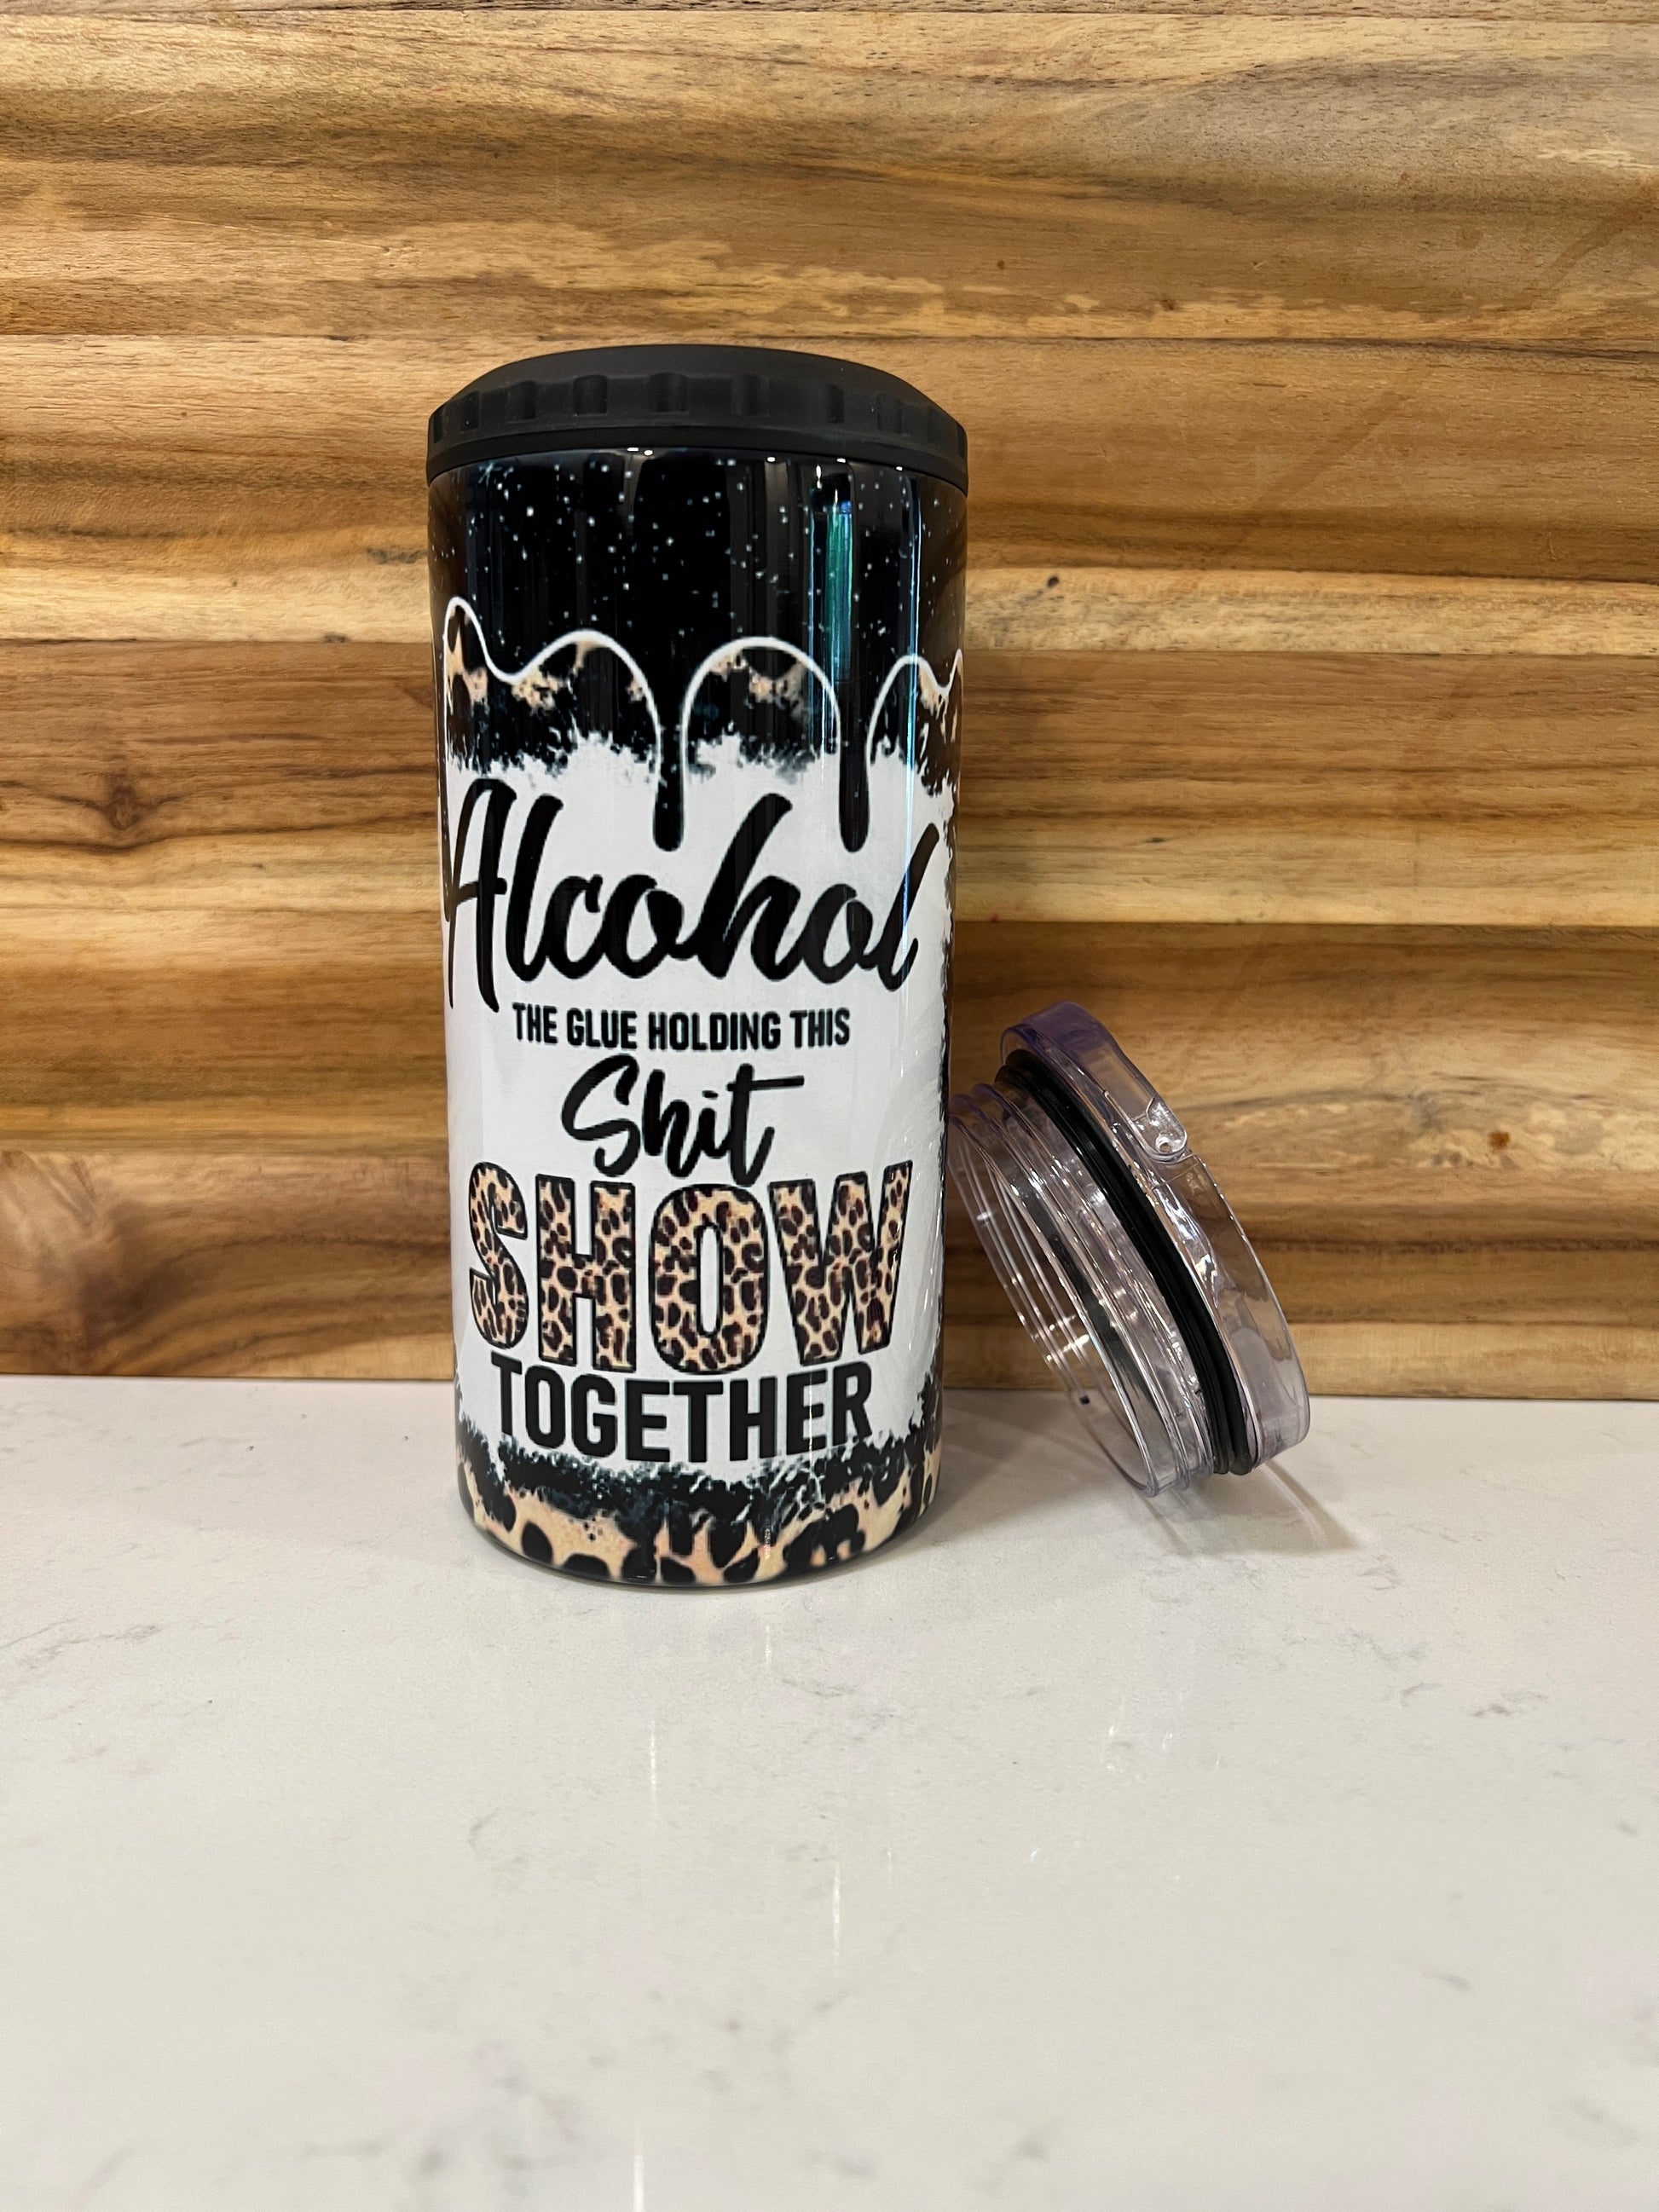 Alcohol
THE GLUE HOLDING THIS
Shit
SHOW
TOGETHER